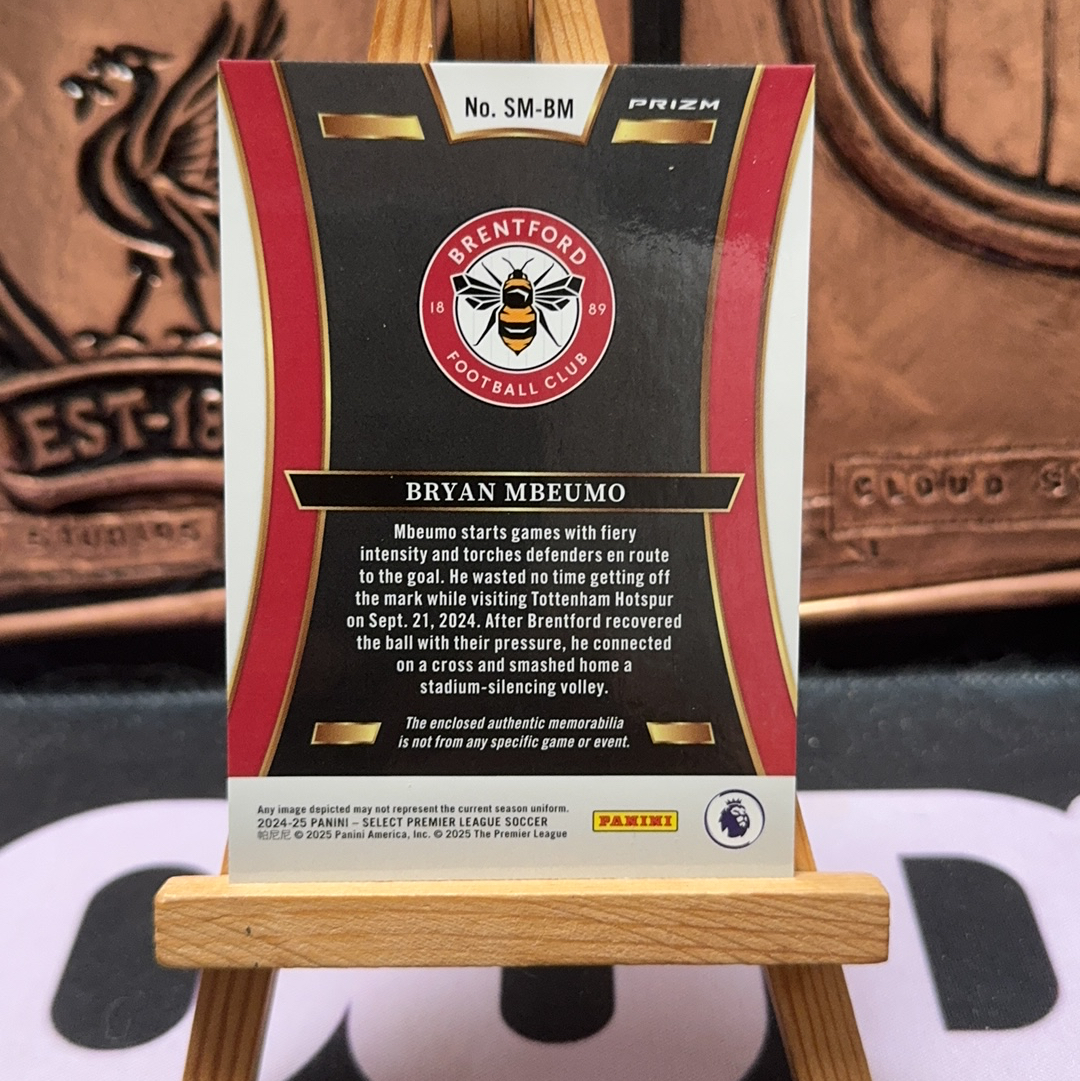 No. SM-BM
PRIZM
BRENTFORD
18 89
FOOTBALL CLUB
BRYAN MBEUMO
Mbeumo starts games with fiery
intensity and torches defenders en route
to the goal. He wasted no time getting off
the mark while visiting Tottenham Hotspur
on Sept. 21, 2024. After Brentford recovered
the ball with their pressure, he connected
on a cross and smashed home a
stadium-silencing volley.
The enclosed authentic memorabilia
is not from any specific game or event.
Any image depicted may not represent the current season uniform.
2024-25 PANINI – SELECT PREMIER LEAGUE SOCCER
帕尼尼 © 2025 Panini America, Inc. © 2025 The Premier League
PANINI
EST-18
STUDIOS
CLOUD S